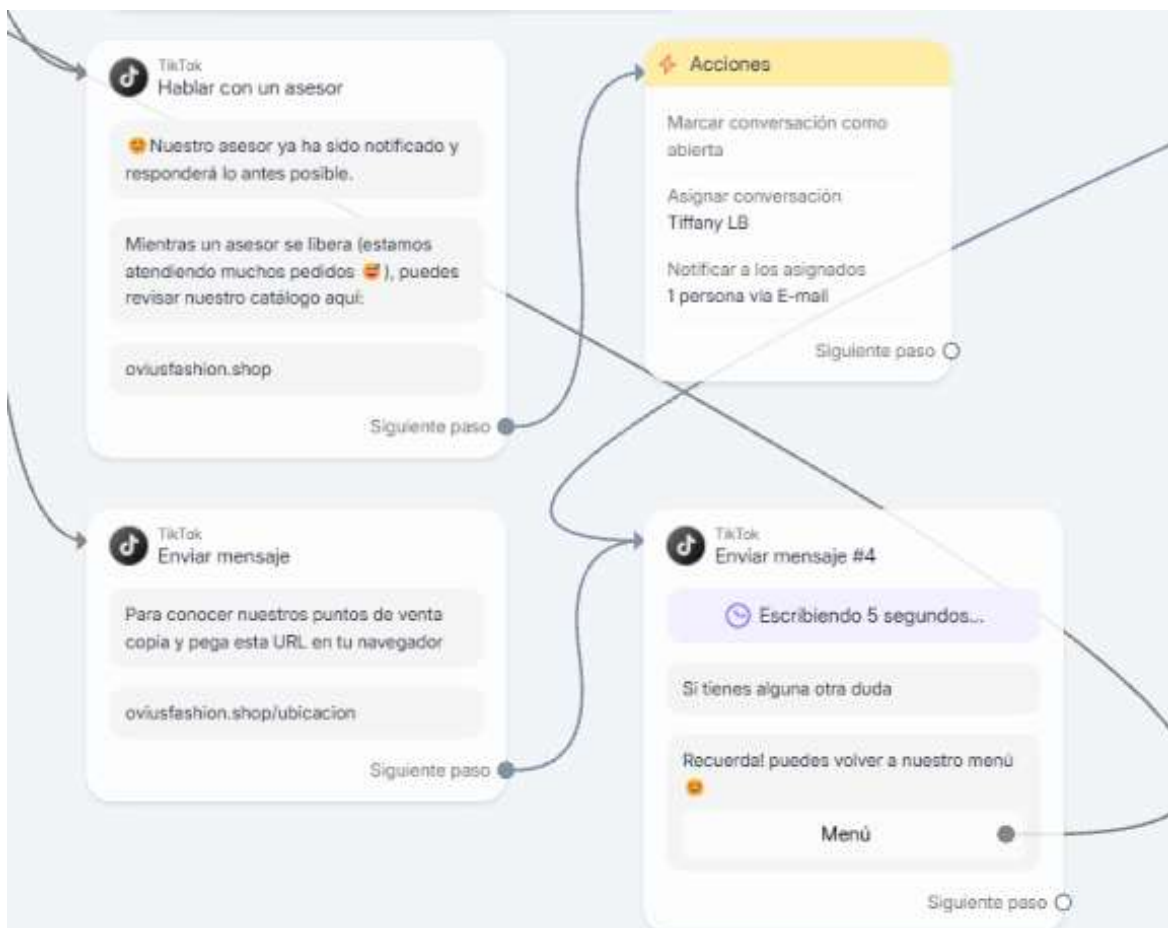 TikTok
Hablar con un asesor
🤩Nuestro asesor ya ha sido notificado y
responderá lo antes posible.
Mientras un asesor se libera (estamos
atendiendo muchos pedidos 😅), puedes
revisar nuestro catálogo aquí:
oviusfashion.shop
Siguiente paso
Acciones
Marcar conversación como
abierta
Asignar conversación
Tiffany LB
Notificar a los asignados
1 persona vía E-mail
Siguiente paso
TikTok
Enviar mensaje
Para conocer nuestros puntos de venta
copia y pega esta URL en tu navegador
oviusfashion.shop/ubicacion
Siguiente paso
TikTok
Enviar mensaje #4
Escribiendo 5 segundos...
Si tienes alguna otra duda
Recuerda! puedes volver a nuestro menú
🤩
Menú
Siguiente paso